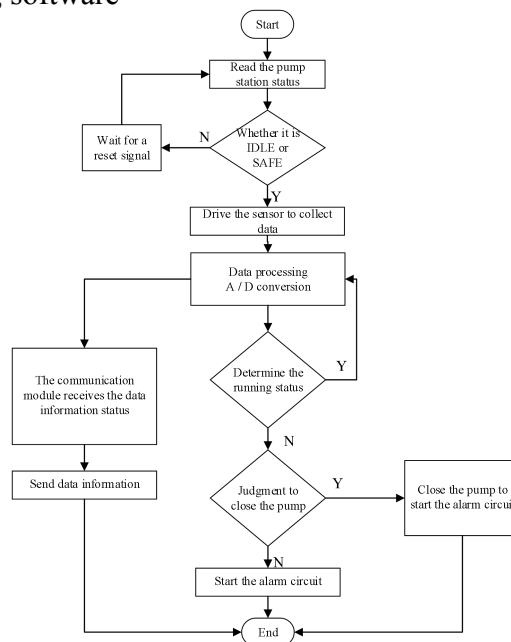 software
Start
Read the pump
station status
Wait for a
reset signal
N
Whether it is
IDLE or
SAFE
Y
Drive the sensor to collect
data
Data processing
A / D conversion
The communication
module receives the data
information status
Determine the
running status
Y
N
Send data information
Judgment to
close the pump
Y
Close the pump to
start the alarm circuit
N
Start the alarm circuit
End